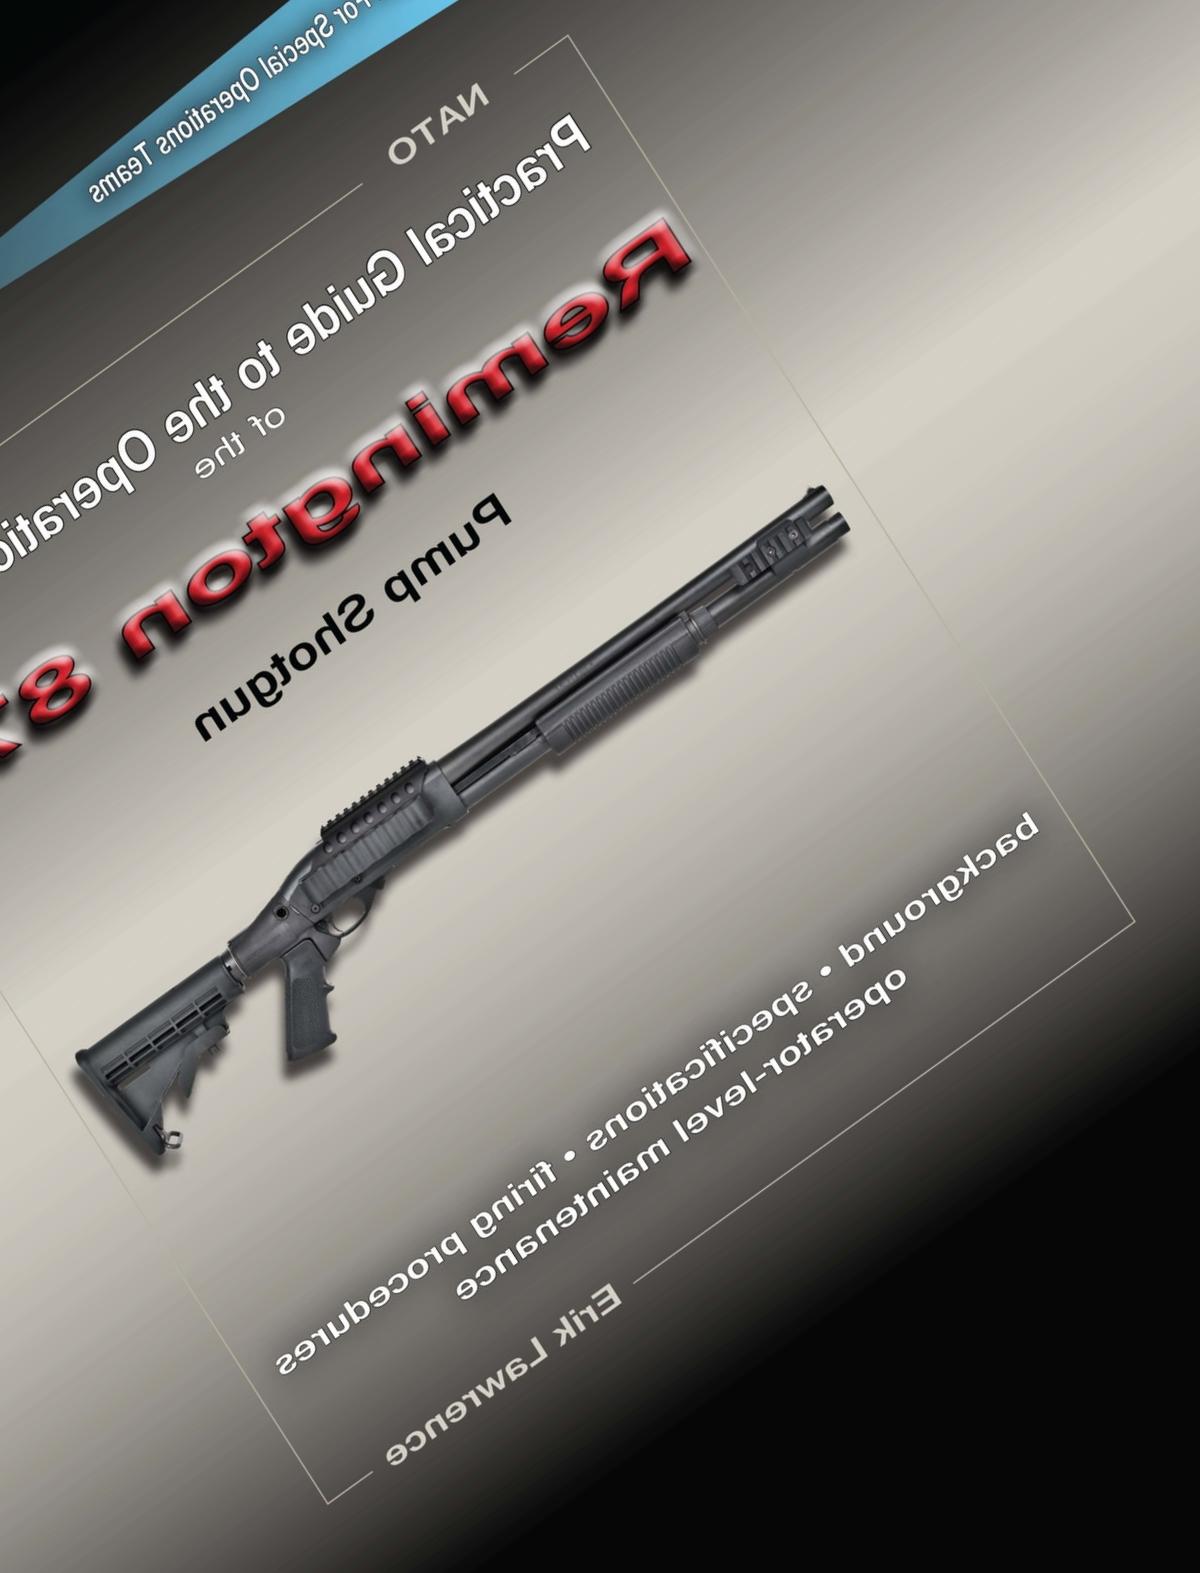 For Special Operations Teams
NATO
Practical Guide to the Operatio
of the
Remington 87
Pump Shotgun
background • specifications • firing procedures
operator-level maintenance
Erik Lawrence